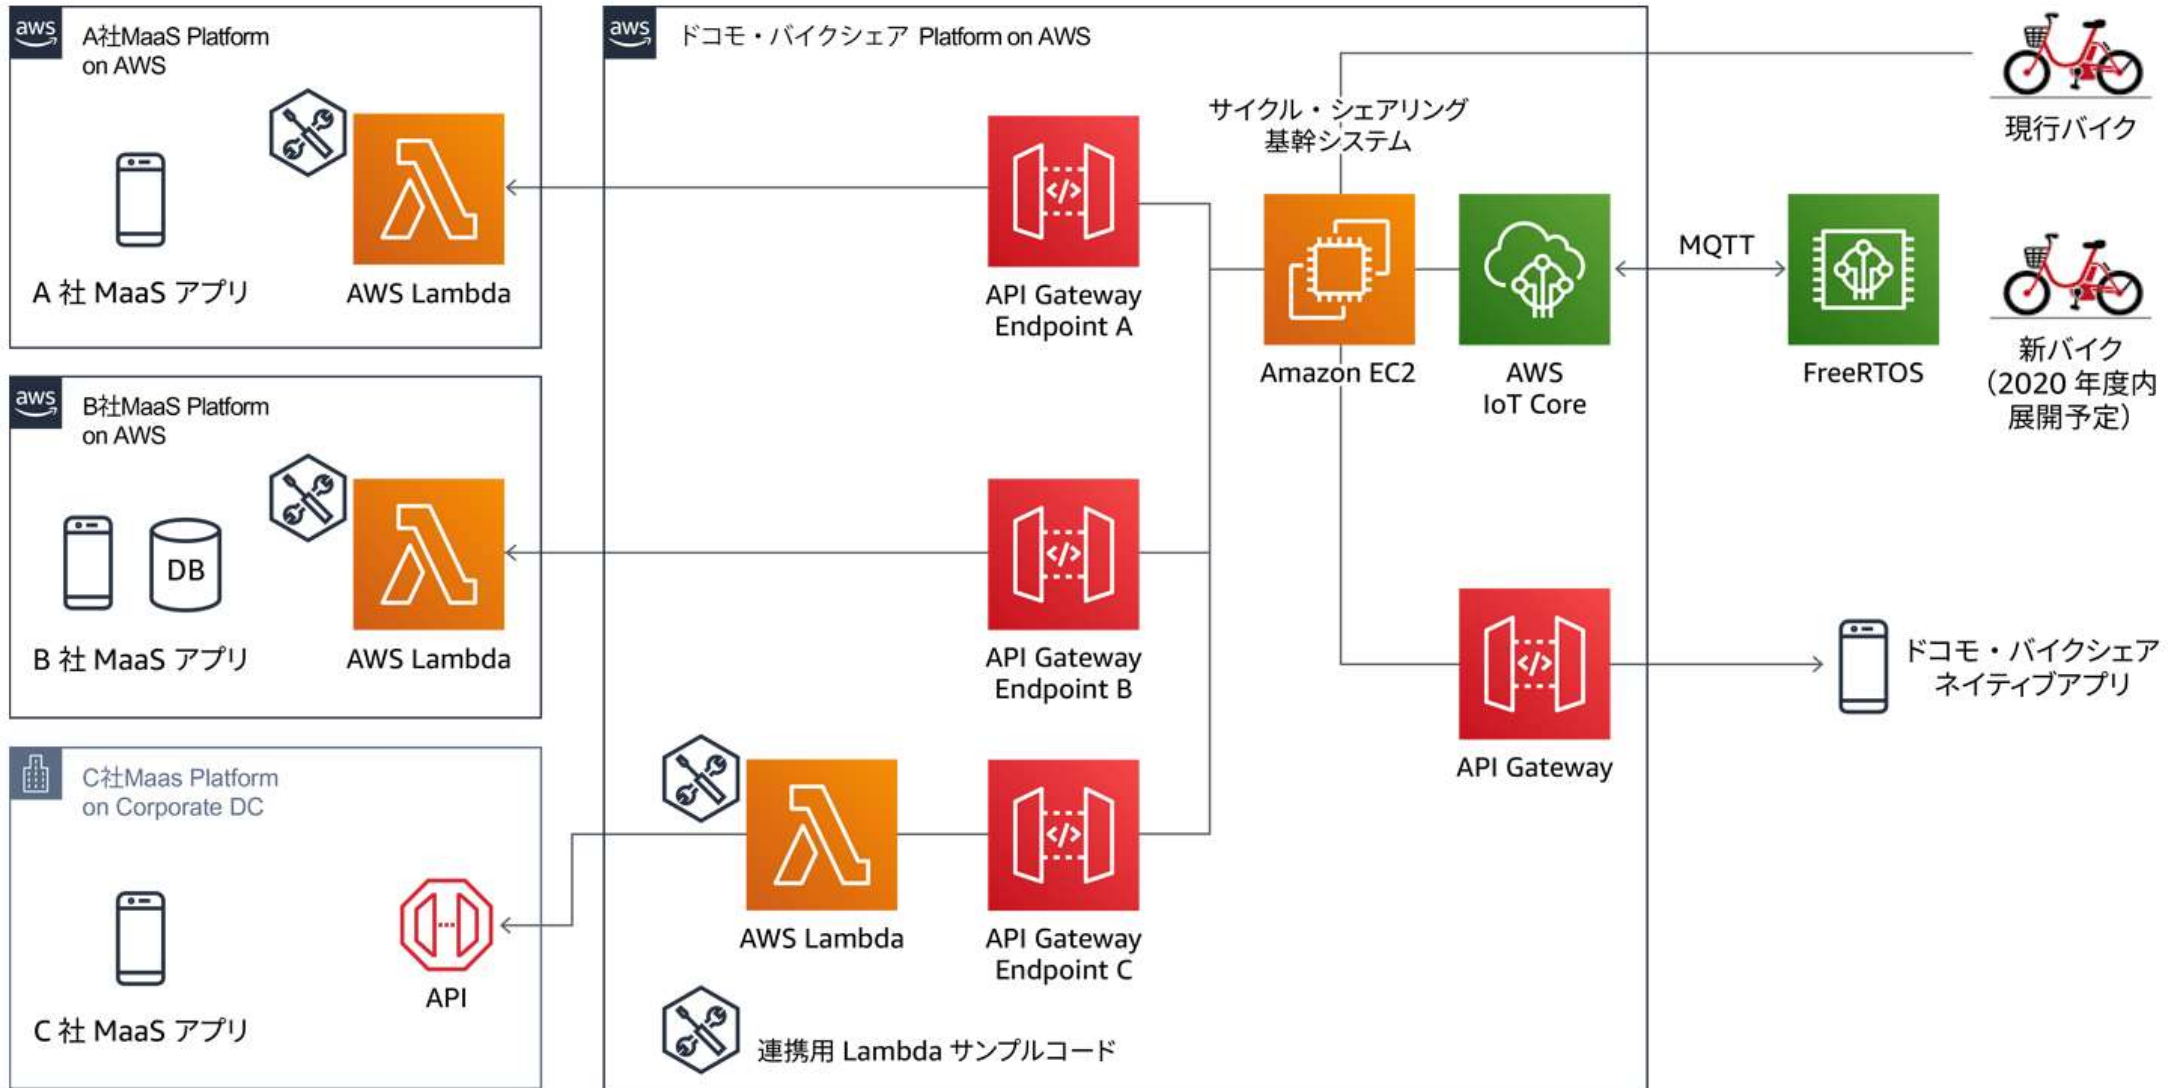 aws
A社MaaS Platform
on AWS
A 社 MaaS アプリ
AWS Lambda
aws
B社MaaS Platform
on AWS
DB
B 社 MaaS アプリ
AWS Lambda
C社Maas Platform
on Corporate DC
API
C 社 MaaS アプリ
aws
ドコモ・バイクシェア Platform on AWS
API Gateway
Endpoint A
API Gateway
Endpoint B
AWS Lambda
API Gateway
Endpoint C
連携用 Lambda サンプルコード
サイクル・シェアリング
基幹システム
Amazon EC2
AWS
IoT Core
API Gateway
MQTT
FreeRTOS
現行バイク
新バイク
（2020 年度内
展開予定）
ドコモ・バイクシェア
ネイティブアプリ